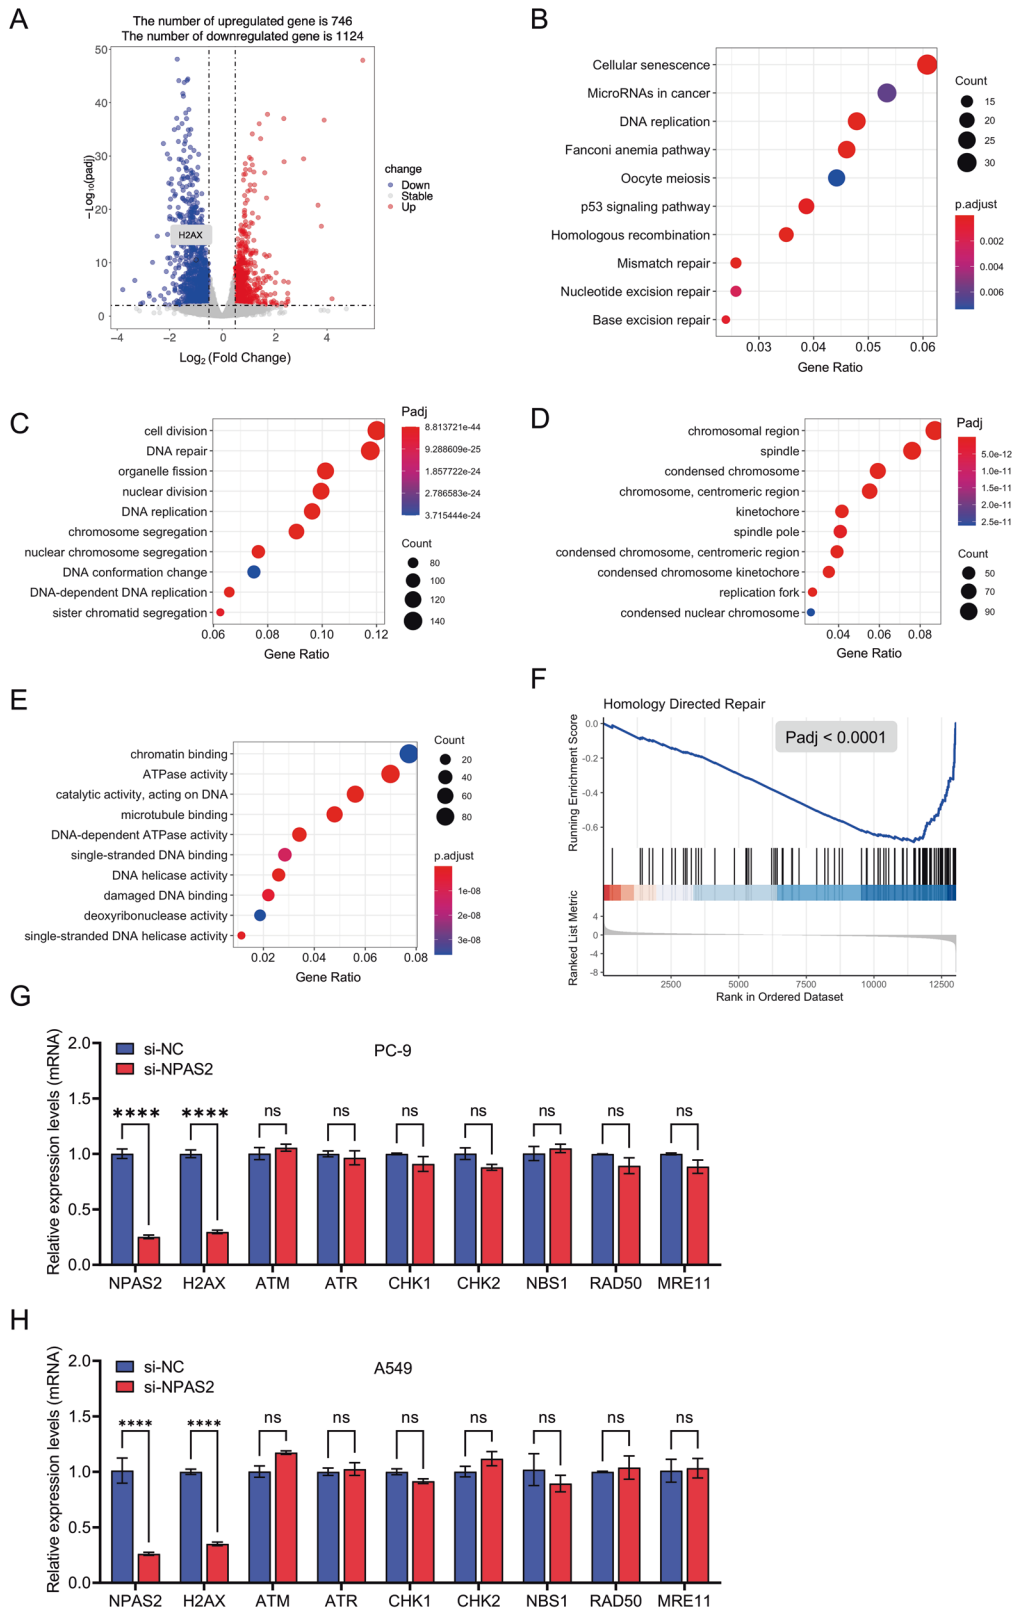 A
The number of upregulated gene is 746
The number of downregulated gene is 1124
50
40
30
20
10
0
−Log10(padj)
H2AX
−4
−2
0
2
4
Log2 (Fold Change)
change
Down
Stable
Up
B
Cellular senescence
MicroRNAs in cancer
DNA replication
Fanconi anemia pathway
Oocyte meiosis
p53 signaling pathway
Homologous recombination
Mismatch repair
Nucleotide excision repair
Base excision repair
0.03
0.04
0.05
0.06
Gene Ratio
Count
15
20
25
30
p.adjust
0.002
0.004
0.006
C
cell division
DNA repair
organelle fission
nuclear division
DNA replication
chromosome segregation
nuclear chromosome segregation
DNA conformation change
DNA-dependent DNA replication
sister chromatid segregation
0.06
0.08
0.10
0.12
Gene Ratio
Padj
8.813721e-44
9.288609e-25
1.857722e-24
2.786583e-24
3.715444e-24
Count
80
100
120
140
D
chromosomal region
spindle
condensed chromosome
chromosome, centromeric region
kinetochore
spindle pole
condensed chromosome, centromeric region
condensed chromosome kinetochore
replication fork
condensed nuclear chromosome
0.04
0.06
0.08
Gene Ratio
Padj
5.0e-12
1.0e-11
1.5e-11
2.0e-11
2.5e-11
Count
50
70
90
E
chromatin binding
ATPase activity
catalytic activity, acting on DNA
microtubule binding
DNA-dependent ATPase activity
single-stranded DNA binding
DNA helicase activity
damaged DNA binding
deoxyribonuclease activity
single-stranded DNA helicase activity
0.02
0.04
0.06
0.08
Gene Ratio
Count
20
40
60
80
p.adjust
1e-08
2e-08
3e-08
F
Homology Directed Repair
Padj < 0.0001
Running Enrichment Score
0.0
-0.2
-0.4
-0.6
Ranked List Metric
4
0
-4
-8
2500
5000
7500
10000
12500
Rank in Ordered Dataset
G
Relative expression levels (mRNA)
2.0
1.5
1.0
0.5
0.0
si-NC
si-NPAS2
PC-9
****
****
ns
ns
ns
ns
ns
ns
ns
NPAS2
H2AX
ATM
ATR
CHK1
CHK2
NBS1
RAD50
MRE11
H
Relative expression levels (mRNA)
2.0
1.5
1.0
0.5
0.0
si-NC
si-NPAS2
A549
****
****
ns
ns
ns
ns
ns
ns
ns
NPAS2
H2AX
ATM
ATR
CHK1
CHK2
NBS1
RAD50
MRE11